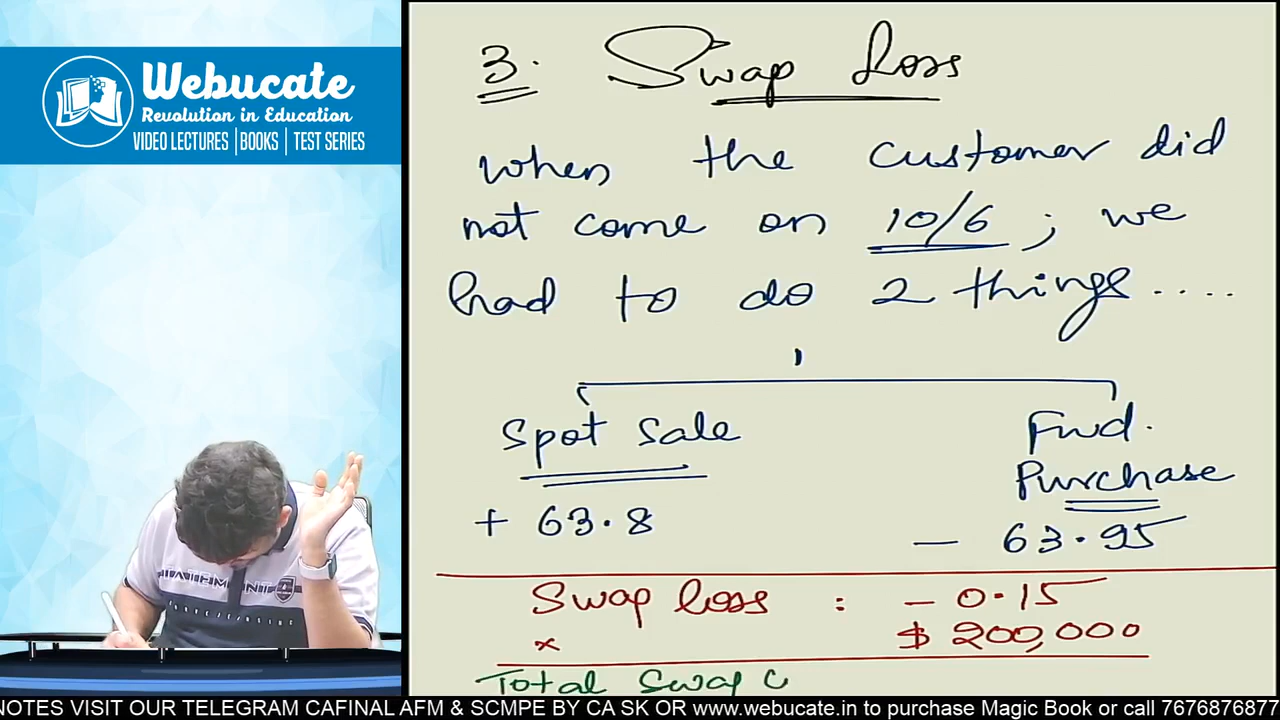 Webucate
Revolution in Education
VIDEO LECTURES | BOOKS | TEST SERIES
3. Swap loss
when the customer did
not come on 10/6 ; we
had to do 2 things ....
Spot Sale
Fwd. Purchase
+ 63.8
- 63.95
Swap loss : - 0.15
× $ 200,000
Total Swap C
NOTES VISIT OUR TELEGRAM CAFINAL AFM & SCMPE BY CA SK OR www.webucate.in to purchase Magic Book or call 7676876877